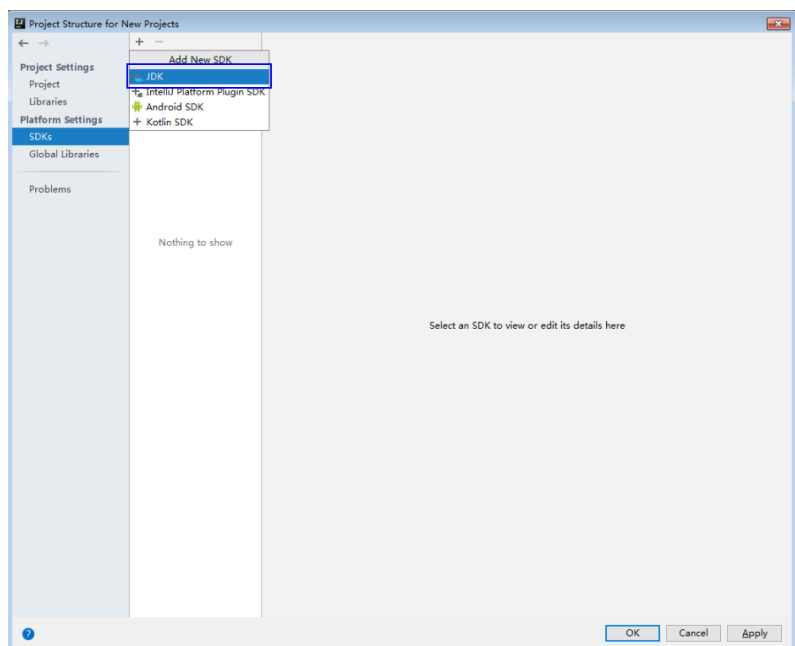 Project Structure for New Projects
Add New SDK
JDK
IntelliJ Platform Plugin SDK
Android SDK
Kotlin SDK
Project Settings
Project
Libraries
Platform Settings
SDKs
Global Libraries
Problems
Nothing to show
Select an SDK to view or edit its details here
?
OK Cancel Apply